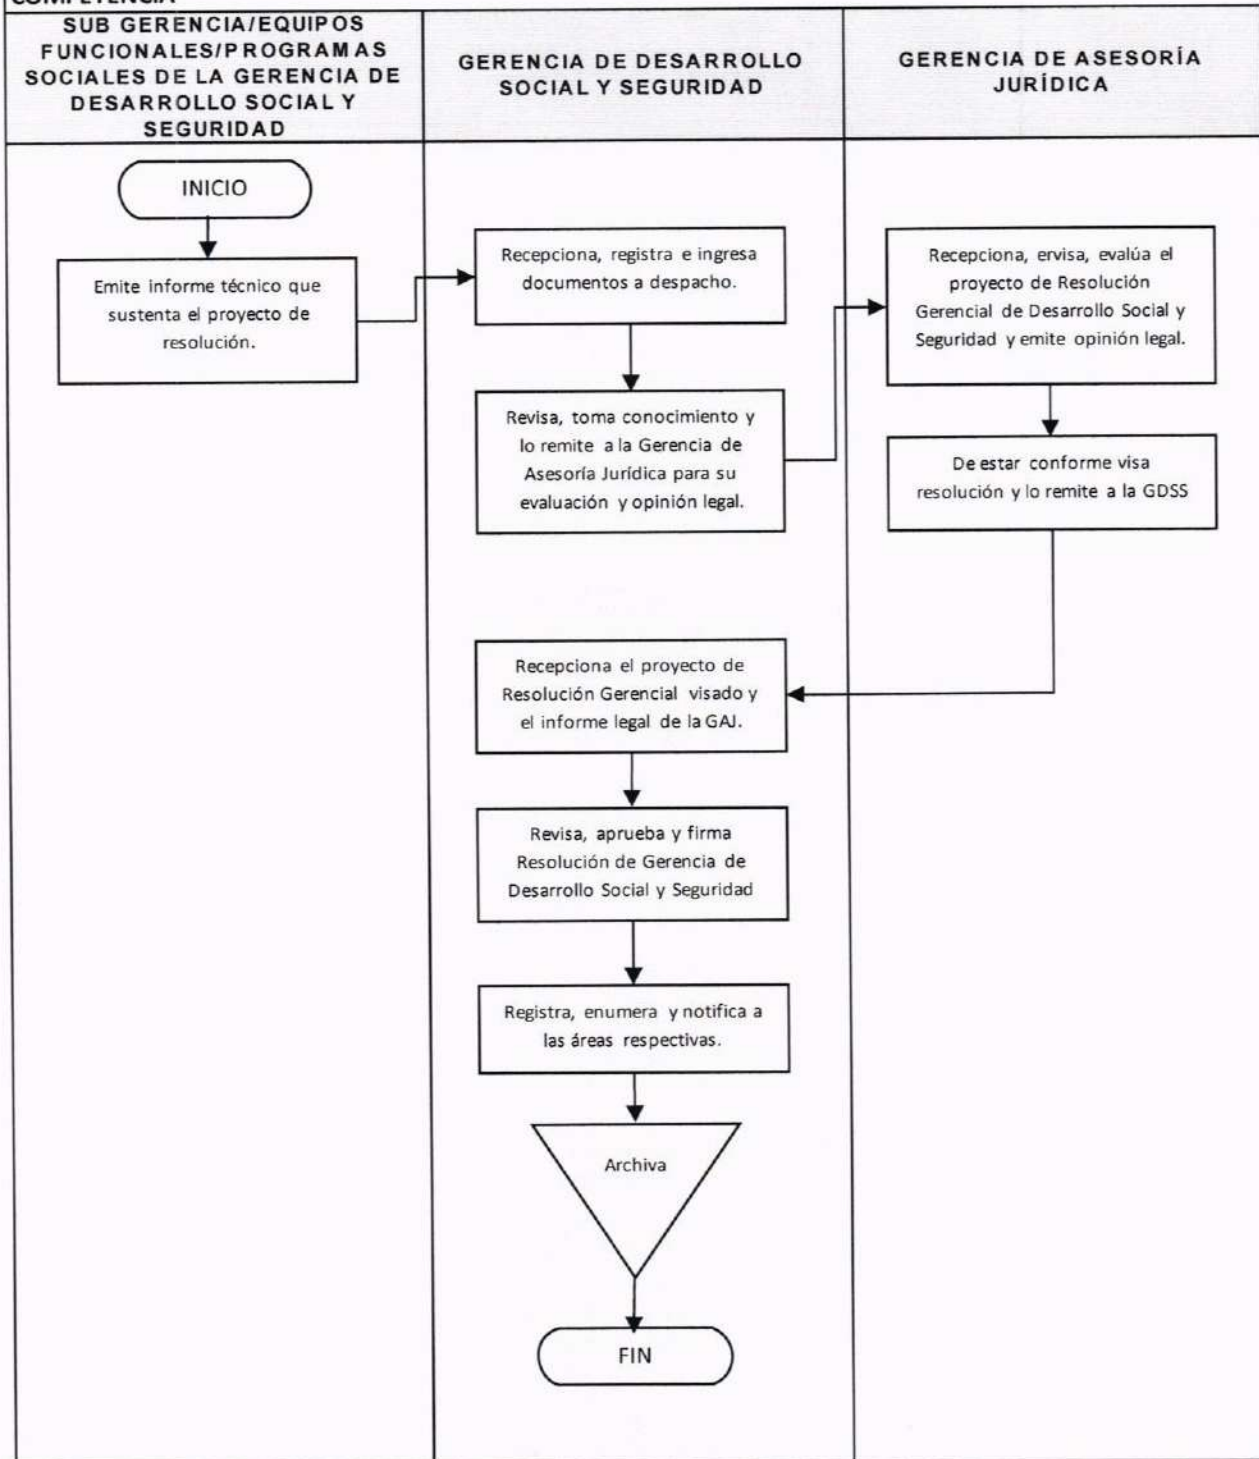 COMPETENCIA
SUB GERENCIA/EQUIPOS
FUNCIONALES/PROGRAMAS
SOCIALES DE LA GERENCIA DE
DESARROLLO SOCIAL Y
SEGURIDAD
GERENCIA DE DESARROLLO
SOCIAL Y SEGURIDAD
GERENCIA DE ASESORÍA
JURÍDICA
INICIO
Emite informe técnico que
sustenta el proyecto de
resolución.
Recepciona, registra e ingresa
documentos a despacho.
Revisa, toma conocimiento y
lo remite a la Gerencia de
Asesoría Jurídica para su
evaluación y opinión legal.
Recepciona, ervisa, evalúa el
proyecto de Resolución
Gerencial de Desarrollo Social y
Seguridad y emite opinión legal.
De estar conforme visa
resolución y lo remite a la GDSS
Recepciona el proyecto de
Resolución Gerencial visado y
el informe legal de la GAJ.
Revisa, aprueba y firma
Resolución de Gerencia de
Desarrollo Social y Seguridad
Registra, enumera y notifica a
las áreas respectivas.
Archiva
FIN